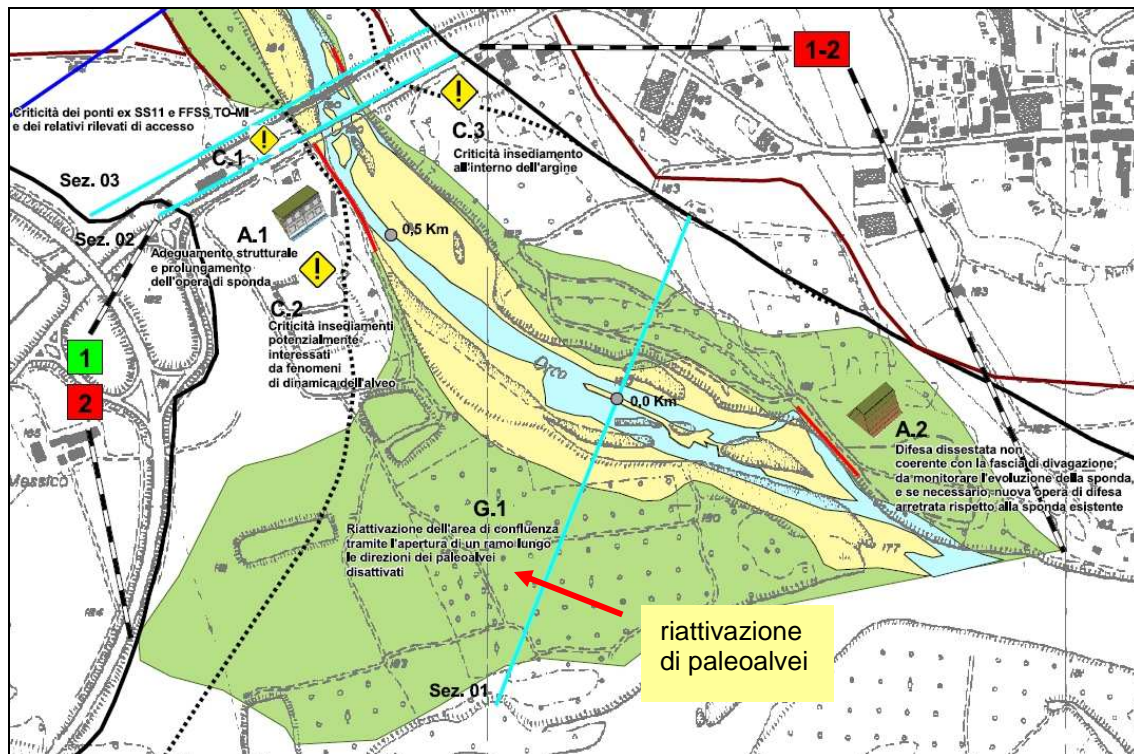 1-2
Criticità dei ponti ex SS11 e FFSS TO-MI
e dei relativi rilevati di accesso
C.1
C.3
Criticità insediamento
all'interno dell'argine
Sez. 03
Sez. 02
A.1
Adeguamento strutturale
e prolungamento
dell'opera di sponda
0,5 Km
C.2
Criticità insediamenti
potenzialmente
interessati
da fenomeni
di dinamica dell'alveo
1
2
Orco
0,0 Km
A.2
Difesa dissestata non
coerente con la fascia di divagazione;
da monitorare l'evoluzione della sponda,
e se necessario, nuova opera di difesa
arretrata rispetto alla sponda esistente
Messico
G.1
Riattivazione dell'area di confluenza
tramite l'apertura di un ramo lungo
le direzioni dei paleoalvei
disattivati
riattivazione
di paleoalvei
Sez. 01